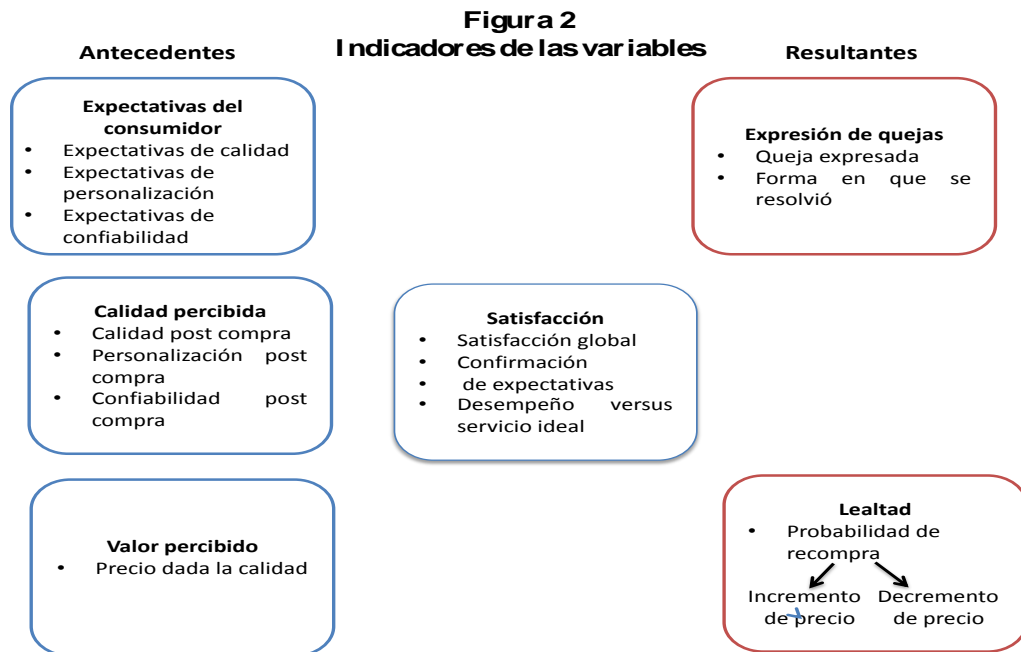 Figura 2
Indicadores de las variables
Antecedentes
Resultantes
Expectativas del
consumidor
• Expectativas de calidad
• Expectativas de
personalización
• Expectativas de
confiabilidad
Expresión de quejas
• Queja expresada
• Forma en que se
resolvió
Calidad percibida
• Calidad post compra
• Personalización post
compra
• Confiabilidad post
compra
Satisfacción
• Satisfacción global
• Confirmación
• de expectativas
• Desempeño versus
servicio ideal
Valor percibido
• Precio dada la calidad
Lealtad
• Probabilidad de
recompra
Incremento
de precio
Decremento
de precio